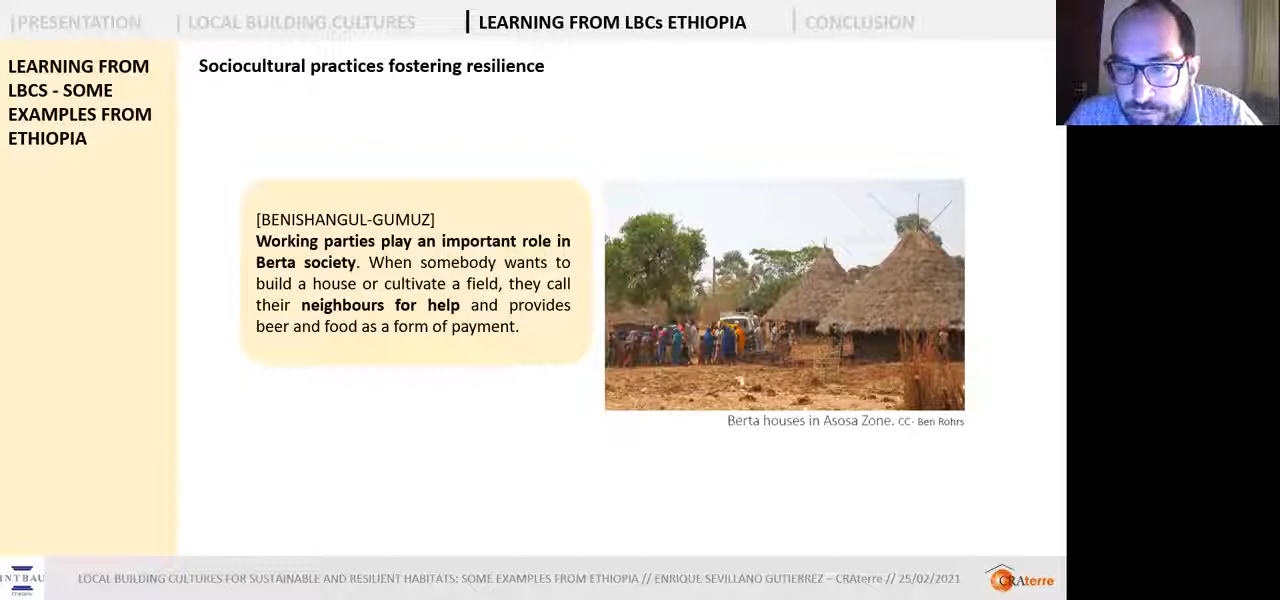 |PRESENTATION | LOCAL BUILDING CULTURES | LEARNING FROM LBCs ETHIOPIA | CONCLUSION
LEARNING FROM
LBCS - SOME
EXAMPLES FROM
ETHIOPIA
Sociocultural practices fostering resilience
[BENISHANGUL-GUMUZ]
Working parties play an important role in
Berta society. When somebody wants to
build a house or cultivate a field, they call
their neighbours for help and provides
beer and food as a form of payment.
Berta houses in Asosa Zone. CC- Ben Rohrs
INTBAU
ETHIOPIA
LOCAL BUILDING CULTURES FOR SUSTAINABLE AND RESILIENT HABITATS: SOME EXAMPLES FROM ETHIOPIA // ENRIQUE SEVILLANO GUTIERREZ – CRAterre // 25/02/2021
CRAterre